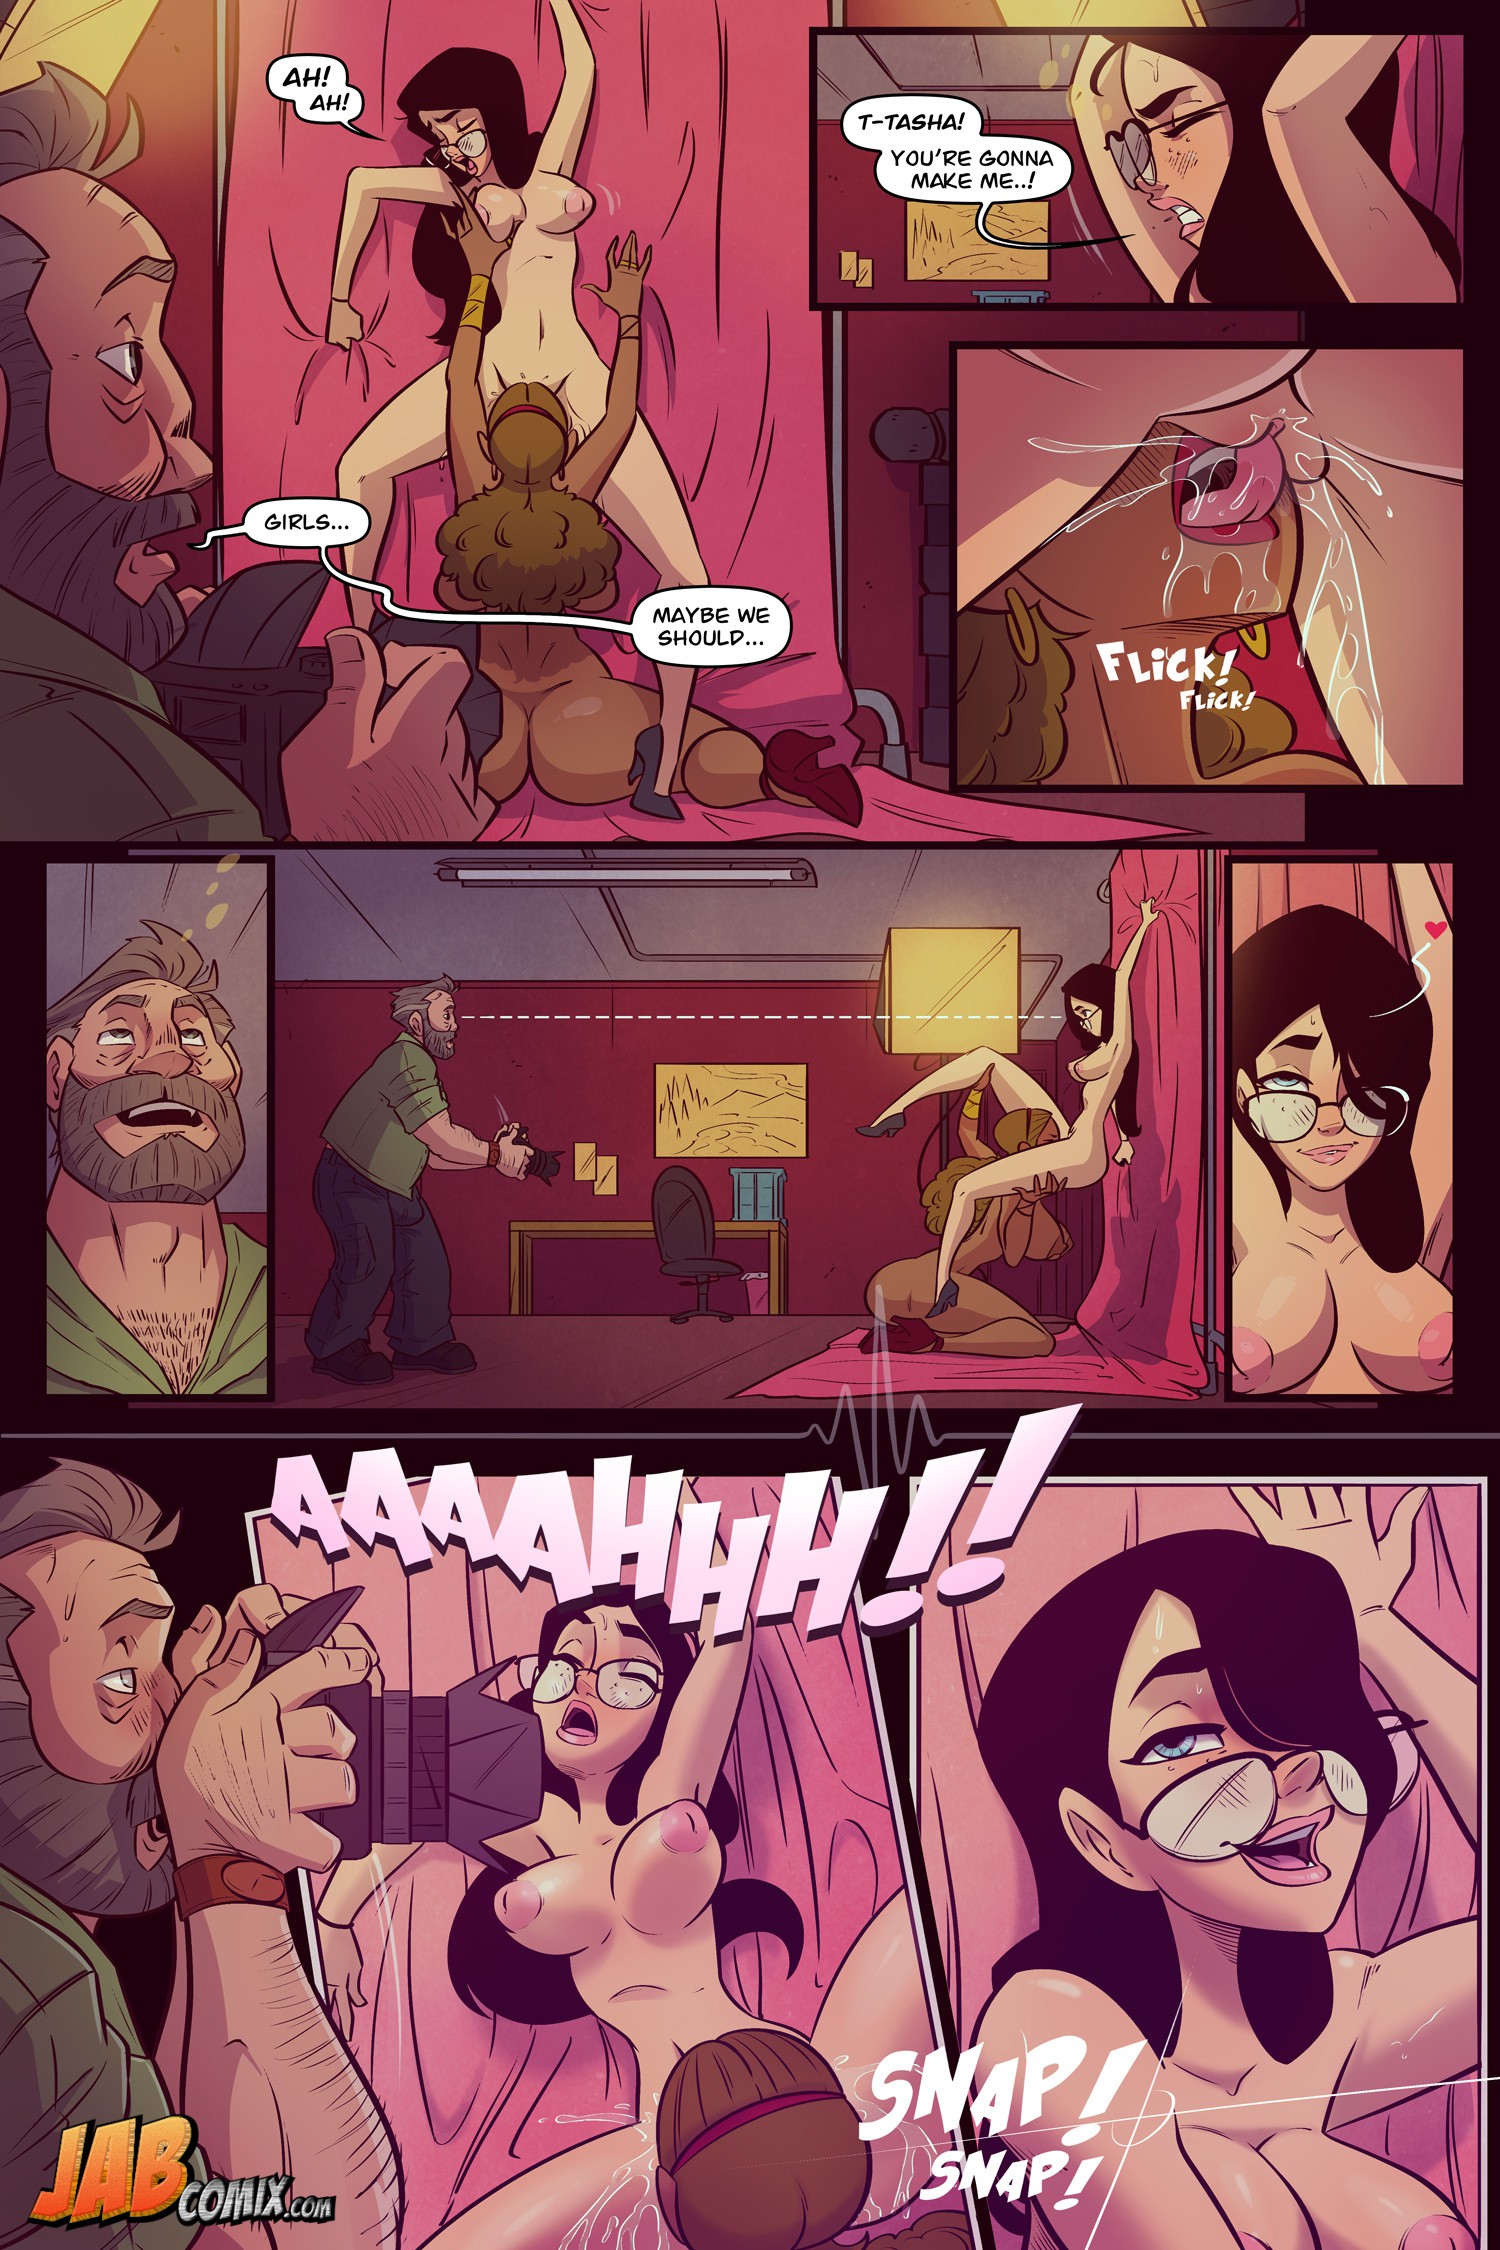 AH!
AH!
T-TASHA!
YOU'RE GONNA
MAKE ME..!
GIRLS...
MAYBE WE
SHOULD...
FLICK!
FLICK!
AAAAAHHHH!!
SNAP!
SNAP!
JAB
COMIX.com